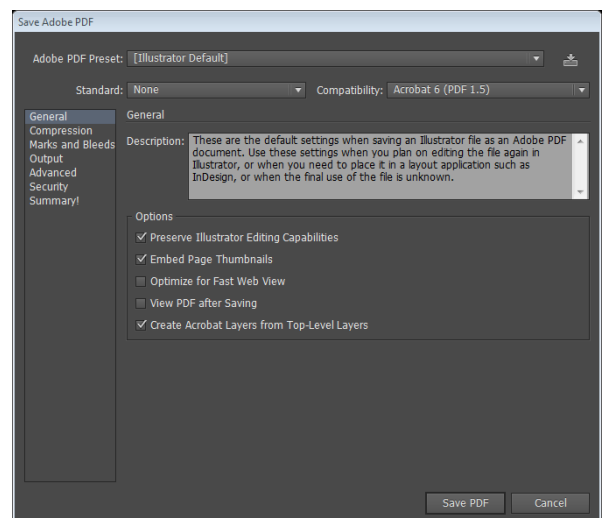 Save Adobe PDF
Adobe PDF Preset: [Illustrator Default]
Standard: None Compatibility: Acrobat 6 (PDF 1.5)
General
Compression
Marks and Bleeds
Output
Advanced
Security
Summary!
General
Description: These are the default settings when saving an Illustrator file as an Adobe PDF
document. Use these settings when you plan on editing the file again in
Illustrator, or when you need to place it in a layout application such as
InDesign, or when the final use of the file is unknown.
Options
Preserve Illustrator Editing Capabilities
Embed Page Thumbnails
Optimize for Fast Web View
View PDF after Saving
Create Acrobat Layers from Top-Level Layers
Save PDF Cancel